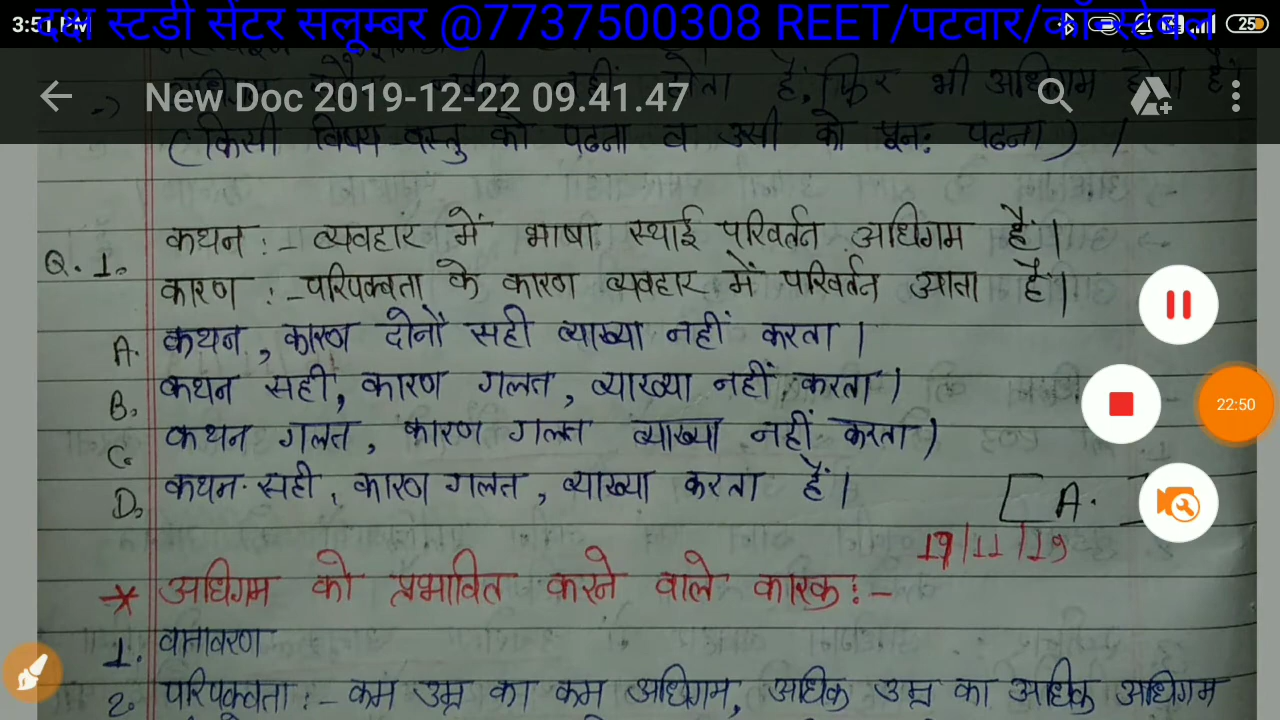 3:51 PM
दक्ष स्टडी सेंटर सलूम्बर @7737500308 REET/पटवार/कॉन्स्टेबल
25
है, फिर भी अधिगम होता है
New Doc 2019-12-22 09.41.47
(किसी विषय-वस्तु को पढना व उसी को पून: पढना) ।
Q.1. कथन :- व्यवहार में भाषा स्थाई परिवर्तन अधिगम है।
कारण :- परिपक्वता के कारण व्यवहार में परिवर्तन आता है।
A. कथन, कारण दोनों सही व्याख्या नहीं करता ।
B. कथन सही, कारण गलत, व्याख्या नहीं करता।
C. कथन गलत, कारण गलत व्याख्या नहीं करता)
D. कथन सही, कारण गलत, व्याख्या करता हैं।
[A.
22:50
19/11/19
* अधिगम को प्रभावित करने वाले कारक :-
1. वातावरण
2. परिपक्वता :- कम उम्र का कम अधिगम, अधिक उम्र का अधिक अधिगम